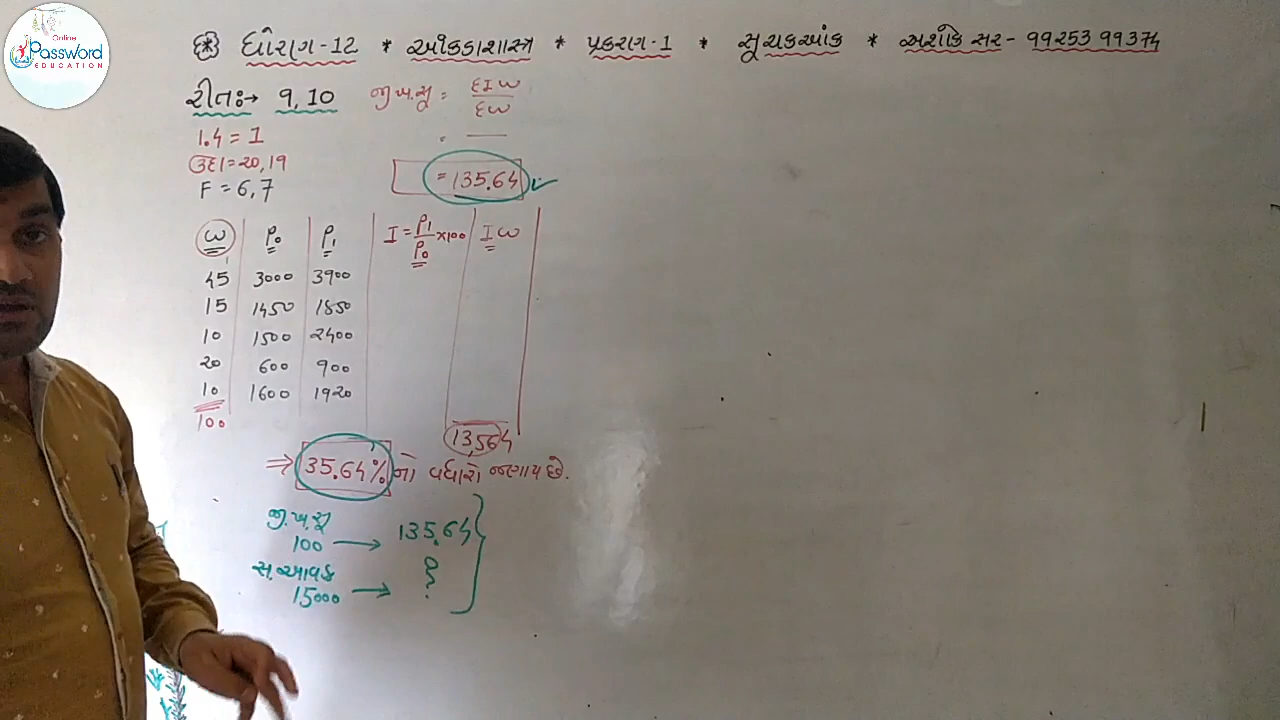 Online
Password
EDUCATION
ધોરણ-12 * આંકડાશાસ્ત્ર * પ્રકરણ-1 * સૂચકઆંક * અશોક સર - 99253 99374
રીત:→ 9, 10
જી.ખ.સૂ = ΣIW / ΣW
1.4 = 1
ઉદા = 20, 19
F = 6, 7
= 135.64 ✓
W P₀ P₁ I = P₁/P₀ ×100 IW
45 3000 3900
15 1450 1850
10 1500 2400
20 600 900
10 1600 1920
100
13,564
⇒ 35.64% નો વધારો જણાય છે.
જી.ખ.સૂ
100 → 135.64
સ.આવક
15000 → ?